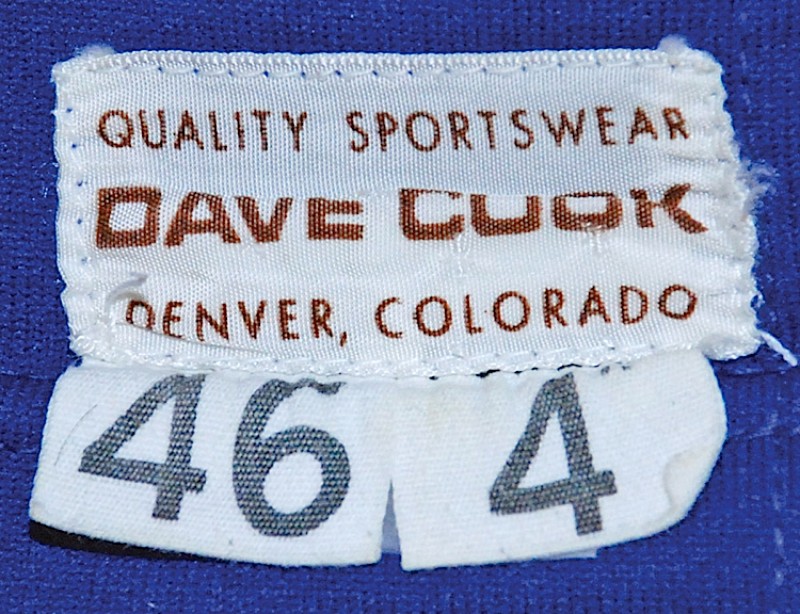 QUALITY SPORTSWEAR
DAVE COOK
DENVER, COLORADO
46 4